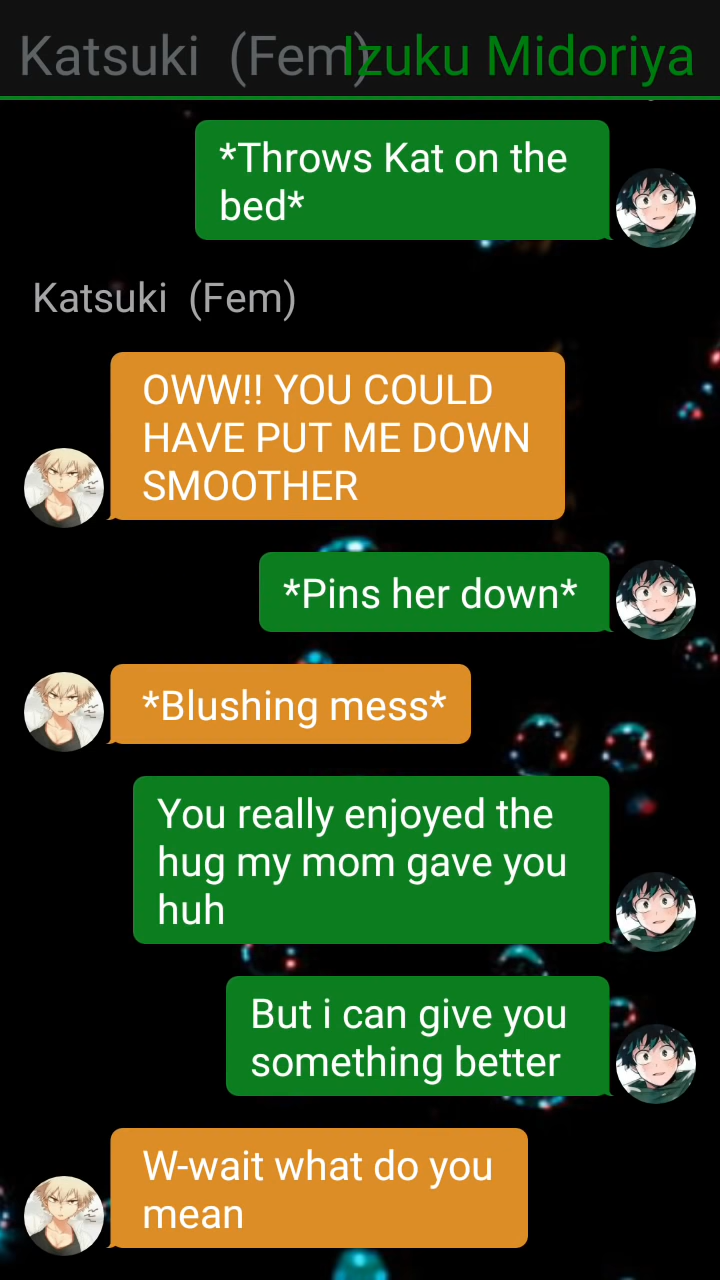 Katsuki (Fem) Izuku Midoriya
*Throws Kat on the
bed*
Katsuki (Fem)
OWW!! YOU COULD
HAVE PUT ME DOWN
SMOOTHER
*Pins her down*
*Blushing mess*
You really enjoyed the
hug my mom gave you
huh
But i can give you
something better
W-wait what do you
mean